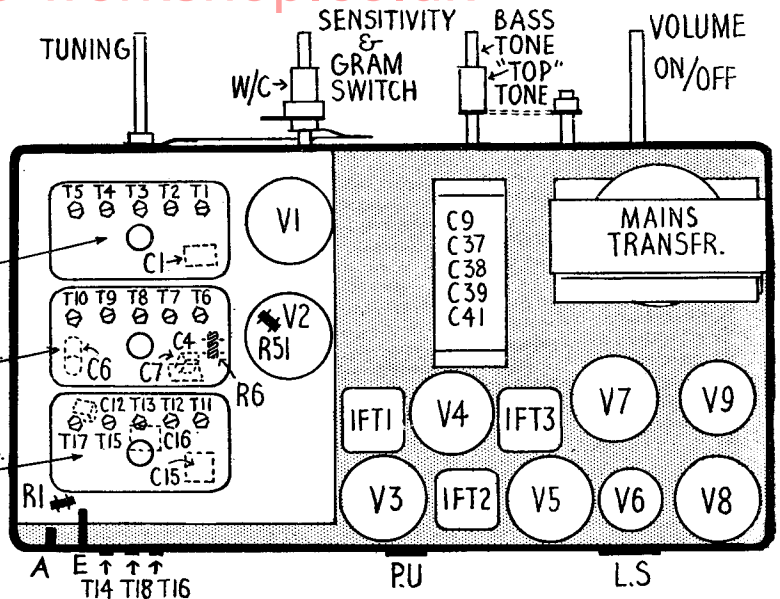 TUNING
SENSITIVITY
&
GRAM
SWITCH
W/C
BASS
TONE
"TOP"
TONE
VOLUME
ON/OFF
T5 T4 T3 T2 T1
C1
V1
C9
C37
C38
C39
C41
MAINS
TRANSFR.
T10 T9 T8 T7 T6
C6
C4
C7
R6
V2
R51
C12 T13 T12 T11
T17 T15 C16
C15
R1
IFT1
V4
IFT3
V7
V9
V3
IFT2
V5
V6
V8
A
E
T14 T18 T16
P.U
L.S